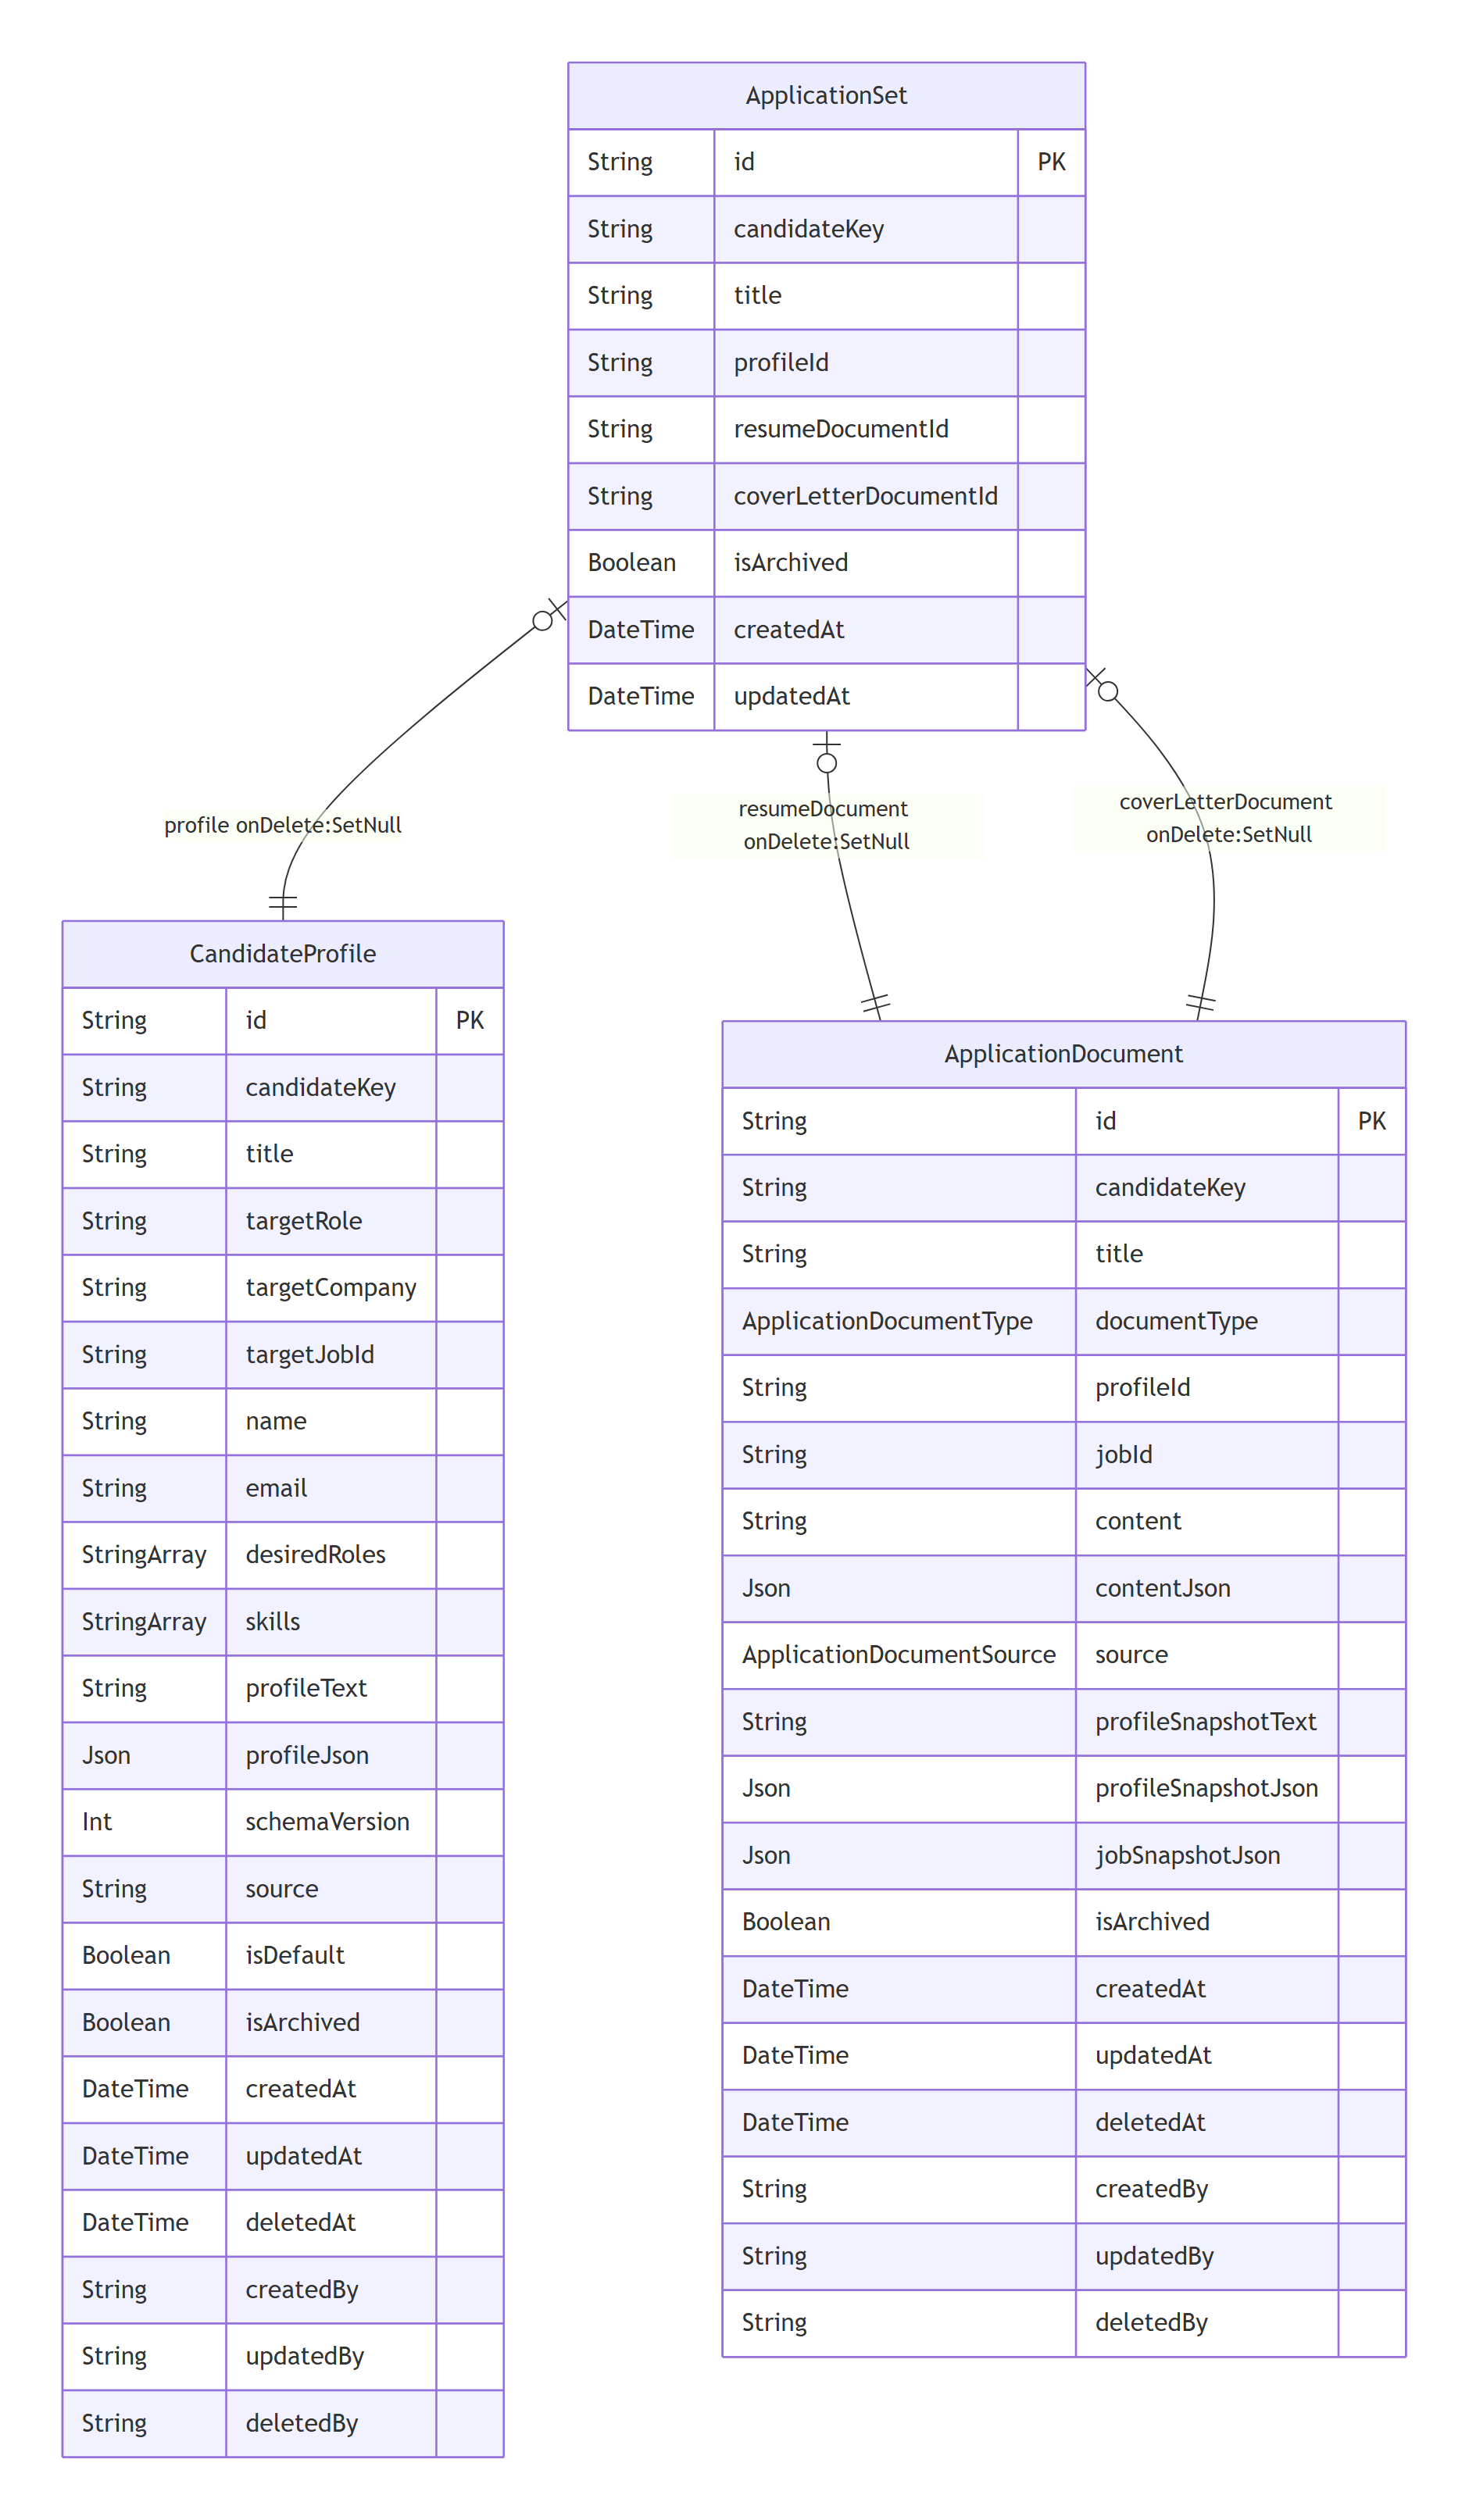 ApplicationSet
String id PK
String candidateKey
String title
String profileId
String resumeDocumentId
String coverLetterDocumentId
Boolean isArchived
DateTime createdAt
DateTime updatedAt
profile onDelete:SetNull
resumeDocument
onDelete:SetNull
coverLetterDocument
onDelete:SetNull
CandidateProfile
String id PK
String candidateKey
String title
String targetRole
String targetCompany
String targetJobId
String name
String email
StringArray desiredRoles
StringArray skills
String profileText
Json profileJson
Int schemaVersion
String source
Boolean isDefault
Boolean isArchived
DateTime createdAt
DateTime updatedAt
DateTime deletedAt
String createdBy
String updatedBy
String deletedBy
ApplicationDocument
String id PK
String candidateKey
String title
ApplicationDocumentType documentType
String profileId
String jobId
String content
Json contentJson
ApplicationDocumentSource source
String profileSnapshotText
Json profileSnapshotJson
Json jobSnapshotJson
Boolean isArchived
DateTime createdAt
DateTime updatedAt
DateTime deletedAt
String createdBy
String updatedBy
String deletedBy